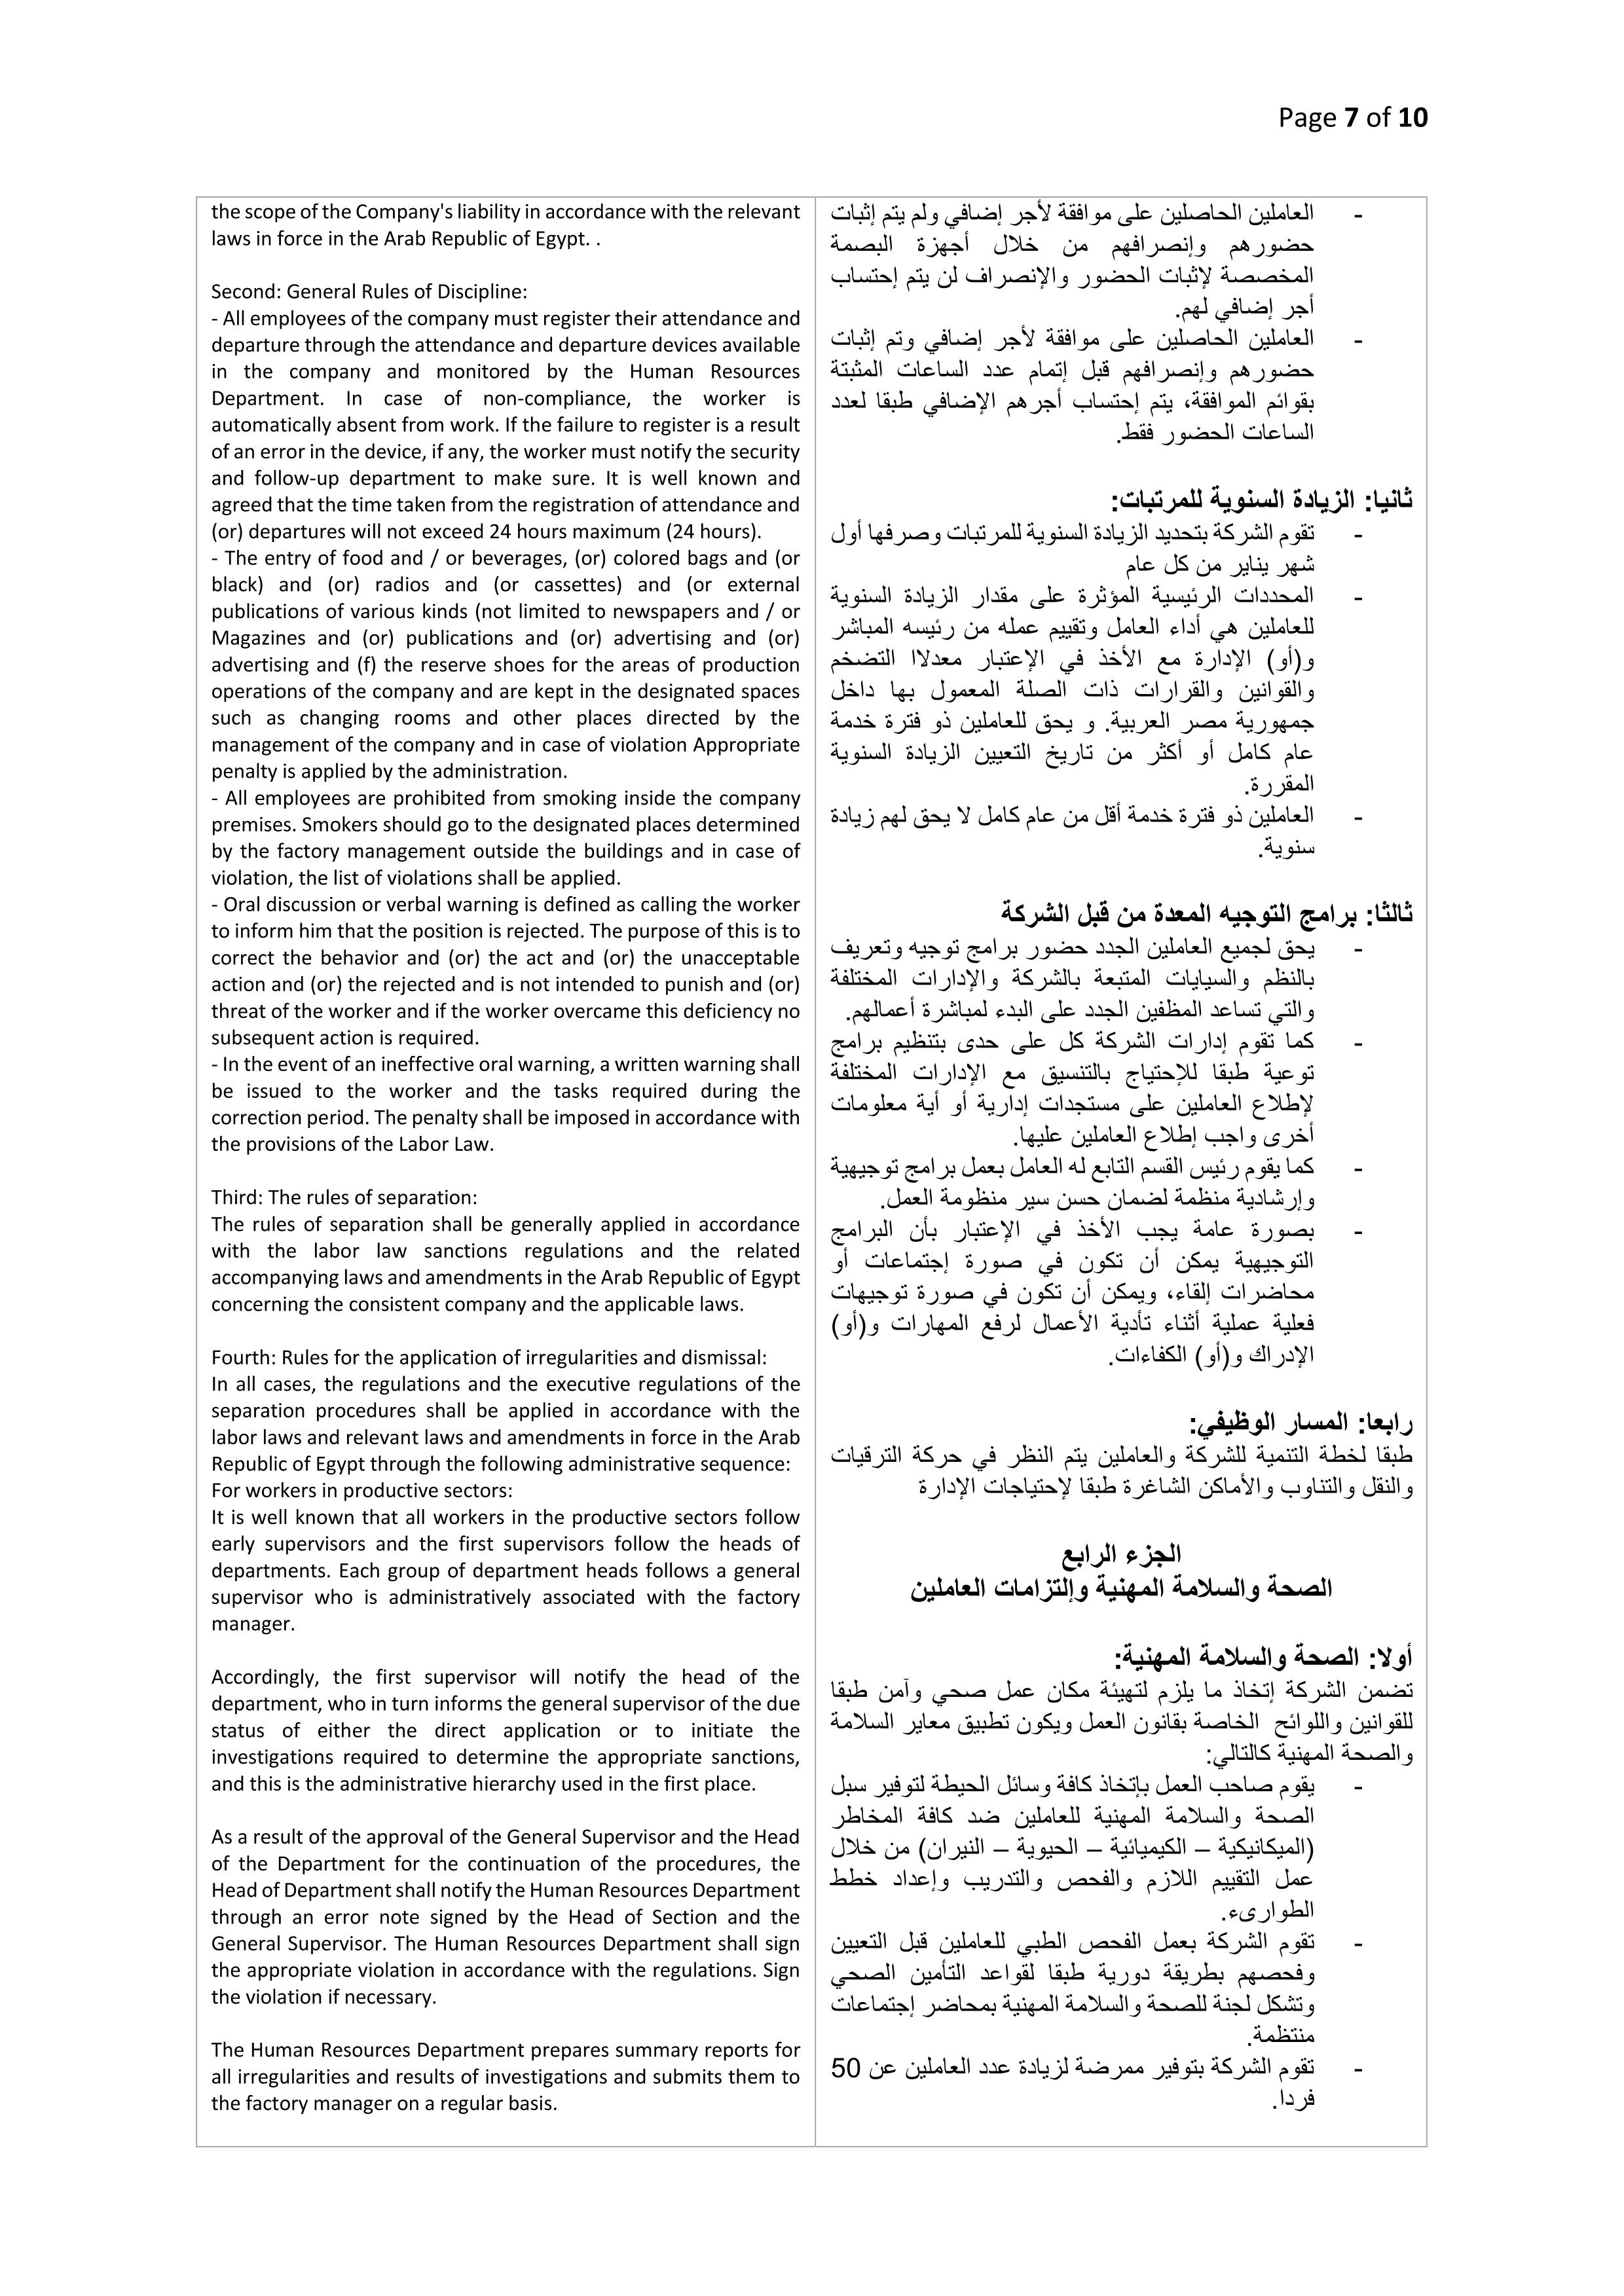 Page 7 of 10
the scope of the Company's liability in accordance with the relevant
laws in force in the Arab Republic of Egypt. .
Second: General Rules of Discipline:
- All employees of the company must register their attendance and
departure through the attendance and departure devices available
in the company and monitored by the Human Resources
Department. In case of non-compliance, the worker is
automatically absent from work. If the failure to register is a result
of an error in the device, if any, the worker must notify the security
and follow-up department to make sure. It is well known and
agreed that the time taken from the registration of attendance and
(or) departures will not exceed 24 hours maximum (24 hours).
- The entry of food and / or beverages, (or) colored bags and (or
black) and (or) radios and (or cassettes) and (or external
publications of various kinds (not limited to newspapers and / or
Magazines and (or) publications and (or) advertising and (or)
advertising and (f) the reserve shoes for the areas of production
operations of the company and are kept in the designated spaces
such as changing rooms and other places directed by the
management of the company and in case of violation Appropriate
penalty is applied by the administration.
- All employees are prohibited from smoking inside the company
premises. Smokers should go to the designated places determined
by the factory management outside the buildings and in case of
violation, the list of violations shall be applied.
- Oral discussion or verbal warning is defined as calling the worker
to inform him that the position is rejected. The purpose of this is to
correct the behavior and (or) the act and (or) the unacceptable
action and (or) the rejected and is not intended to punish and (or)
threat of the worker and if the worker overcame this deficiency no
subsequent action is required.
- In the event of an ineffective oral warning, a written warning shall
be issued to the worker and the tasks required during the
correction period. The penalty shall be imposed in accordance with
the provisions of the Labor Law.
Third: The rules of separation:
The rules of separation shall be generally applied in accordance
with the labor law sanctions regulations and the related
accompanying laws and amendments in the Arab Republic of Egypt
concerning the consistent company and the applicable laws.
Fourth: Rules for the application of irregularities and dismissal:
In all cases, the regulations and the executive regulations of the
separation procedures shall be applied in accordance with the
labor laws and relevant laws and amendments in force in the Arab
Republic of Egypt through the following administrative sequence:
For workers in productive sectors:
It is well known that all workers in the productive sectors follow
early supervisors and the first supervisors follow the heads of
departments. Each group of department heads follows a general
supervisor who is administratively associated with the factory
manager.
Accordingly, the first supervisor will notify the head of the
department, who in turn informs the general supervisor of the due
status of either the direct application or to initiate the
investigations required to determine the appropriate sanctions,
and this is the administrative hierarchy used in the first place.
As a result of the approval of the General Supervisor and the Head
of the Department for the continuation of the procedures, the
Head of Department shall notify the Human Resources Department
through an error note signed by the Head of Section and the
General Supervisor. The Human Resources Department shall sign
the appropriate violation in accordance with the regulations. Sign
the violation if necessary.
The Human Resources Department prepares summary reports for
all irregularities and results of investigations and submits them to
the factory manager on a regular basis.
- العاملين الحاصلين على موافقة لأجر إضافي ولم يتم إثبات
حضورهم وإنصرافهم من خلال أجهزة البصمة
المخصصة لإثبات الحضور والإنصراف لن يتم إحتساب
أجر إضافي لهم.
- العاملين الحاصلين على موافقة لأجر إضافي وتم إثبات
حضورهم وإنصرافهم قبل إتمام عدد الساعات المثبتة
بقوائم الموافقة، يتم إحتساب أجرهم الإضافي طبقا لعدد
الساعات الحضور فقط.
ثانيا: الزيادة السنوية للمرتبات:
- تقوم الشركة بتحديد الزيادة السنوية للمرتبات وصرفها أول
شهر يناير من كل عام
- المحددات الرئيسية المؤثرة على مقدار الزيادة السنوية
للعاملين هي أداء العامل وتقييم عمله من رئيسه المباشر
و(أو) الإدارة مع الأخذ في الإعتبار معدلاا التضخم
والقوانين والقرارات ذات الصلة المعمول بها داخل
جمهورية مصر العربية. و يحق للعاملين ذو فترة خدمة
عام كامل أو أكثر من تاريخ التعيين الزيادة السنوية
المقررة.
- العاملين ذو فترة خدمة أقل من عام كامل لا يحق لهم زيادة
سنوية.
ثالثا: برامج التوجيه المعدة من قبل الشركة
- يحق لجميع العاملين الجدد حضور برامج توجيه وتعريف
بالنظم والسيايات المتبعة بالشركة والإدارات المختلفة
والتي تساعد المظفين الجدد على البدء لمباشرة أعمالهم.
- كما تقوم إدارات الشركة كل على حدى بتنظيم برامج
توعية طبقا للإحتياج بالتنسيق مع الإدارات المختلفة
لإطلاع العاملين على مستجدات إدارية أو أية معلومات
أخرى واجب إطلاع العاملين عليها.
- كما يقوم رئيس القسم التابع له العامل بعمل برامج توجيهية
وإرشادية منظمة لضمان حسن سير منظومة العمل.
- بصورة عامة يجب الأخذ في الإعتبار بأن البرامج
التوجيهية يمكن أن تكون في صورة إجتماعات أو
محاضرات إلقاء، ويمكن أن تكون في صورة توجيهات
فعلية عملية أثناء تأدية الأعمال لرفع المهارات و(أو)
الإدراك و(أو) الكفاءات.
رابعا: المسار الوظيفي:
طبقا لخطة التنمية للشركة والعاملين يتم النظر في حركة الترقيات
والنقل والتناوب والأماكن الشاغرة طبقا لإحتياجات الإدارة
الجزء الرابع
الصحة والسلامة المهنية وإلتزامات العاملين
أولا: الصحة والسلامة المهنية:
تضمن الشركة إتخاذ ما يلزم لتهيئة مكان عمل صحي وآمن طبقا
للقوانين واللوائح الخاصة بقانون العمل ويكون تطبيق معاير السلامة
والصحة المهنية كالتالي:
- يقوم صاحب العمل بإتخاذ كافة وسائل الحيطة لتوفير سبل
الصحة والسلامة المهنية للعاملين ضد كافة المخاطر
(الميكانيكية – الكيميائية – الحيوية – النيران) من خلال
عمل التقييم اللازم والفحص والتدريب وإعداد خطط
الطوارىء.
- تقوم الشركة بعمل الفحص الطبي للعاملين قبل التعيين
وفحصهم بطريقة دورية طبقا لقواعد التأمين الصحي
وتشكل لجنة للصحة والسلامة المهنية بمحاضر إجتماعات
منتظمة.
- تقوم الشركة بتوفير ممرضة لزيادة عدد العاملين عن 50
فردا.